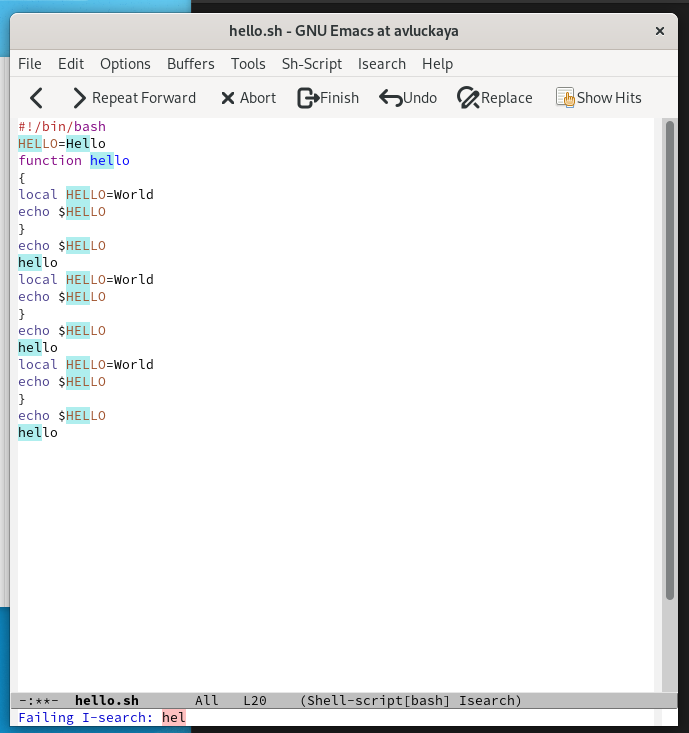 hello.sh - GNU Emacs at avluckaya ×
File Edit Options Buffers Tools Sh-Script Isearch Help
Repeat Forward Abort Finish Undo Replace Show Hits
#!/bin/bash
HELLO=Hello
function hello
{
local HELLO=World
echo $HELLO
}
echo $HELLO
hello
local HELLO=World
echo $HELLO
}
echo $HELLO
hello
local HELLO=World
echo $HELLO
}
echo $HELLO
hello
-:**- hello.sh All L20 (Shell-script[bash] Isearch)
Failing I-search: hel